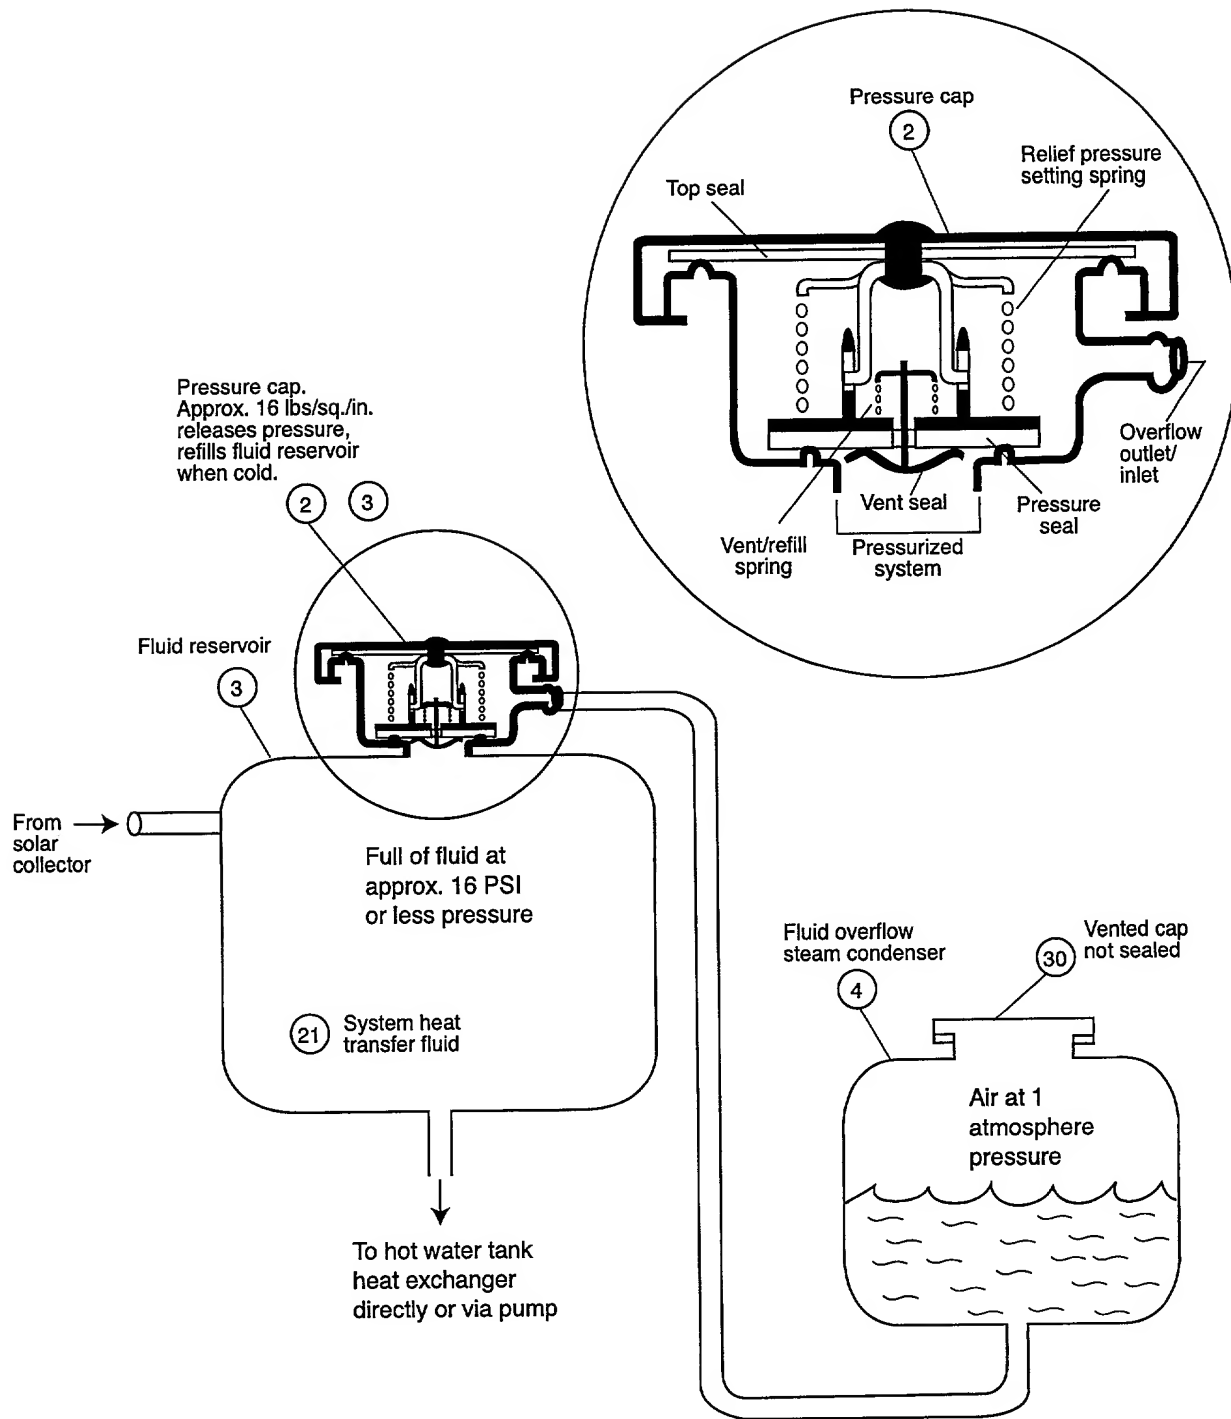 Pressure cap
2
Relief pressure
setting spring
Top seal
Overflow
outlet/
inlet
Vent seal
Pressure
seal
Vent/refill
spring
Pressurized
system
Pressure cap.
Approx. 16 lbs/sq./in.
releases pressure,
refills fluid reservoir
when cold.
2
3
Fluid reservoir
3
From
solar
collector
Full of fluid at
approx. 16 PSI
or less pressure
21
System heat
transfer fluid
To hot water tank
heat exchanger
directly or via pump
Fluid overflow
steam condenser
4
30
Vented cap
not sealed
Air at 1
atmosphere
pressure